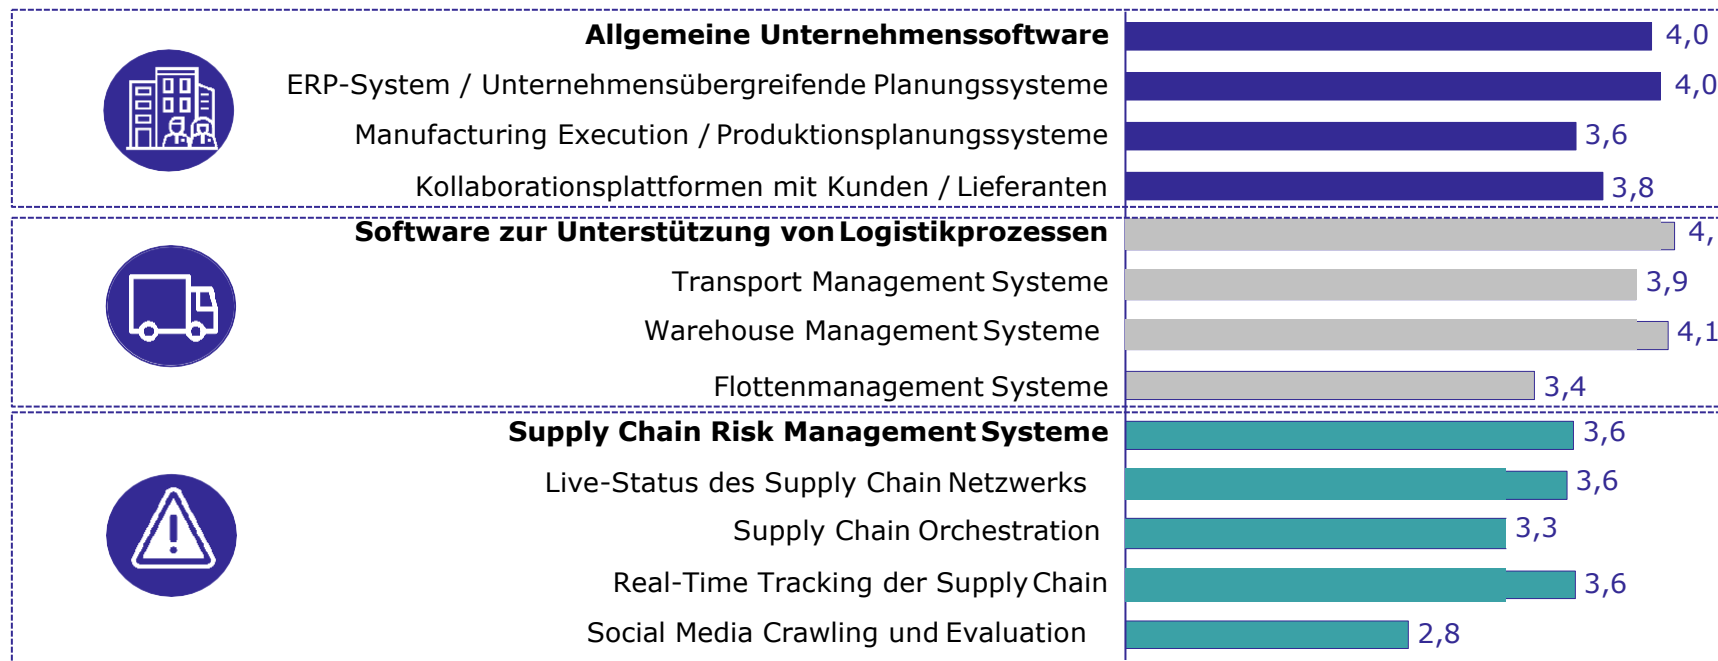 Allgemeine Unternehmenssoftware 4,0
ERP-System / Unternehmensübergreifende Planungssysteme 4,0
Manufacturing Execution / Produktionsplanungssysteme 3,6
Kollaborationsplattformen mit Kunden / Lieferanten 3,8
Software zur Unterstützung von Logistikprozessen 4,
Transport Management Systeme 3,9
Warehouse Management Systeme 4,1
Flottenmanagement Systeme 3,4
Supply Chain Risk Management Systeme 3,6
Live-Status des Supply Chain Netzwerks 3,6
Supply Chain Orchestration 3,3
Real-Time Tracking der Supply Chain 3,6
Social Media Crawling und Evaluation 2,8